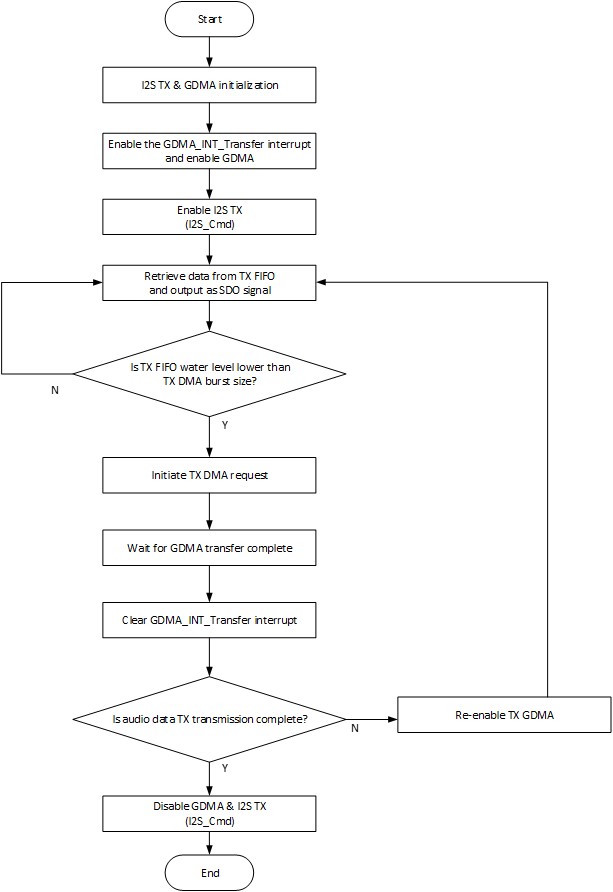 Start
I2S TX & GDMA initialization
Enable the GDMA_INT_Transfer interrupt
and enable GDMA
Enable I2S TX
(I2S_Cmd)
Retrieve data from TX FIFO
and output as SDO signal
Is TX FIFO water level lower than
TX DMA burst size?
N
Y
Initiate TX DMA request
Wait for GDMA transfer complete
Clear GDMA_INT_Transfer interrupt
Is audio data TX transmission complete?
N
Re-enable TX GDMA
Y
Disable GDMA & I2S TX
(I2S_Cmd)
End